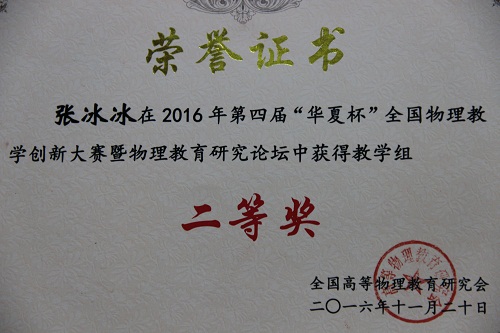 荣誉证书
张冰冰在2016年第四届“华夏杯”全国物理教
学创新大赛暨物理教育研究论坛中获得教学组
二等奖
全国高等物理教育研究会
二〇一六年十一月二十日